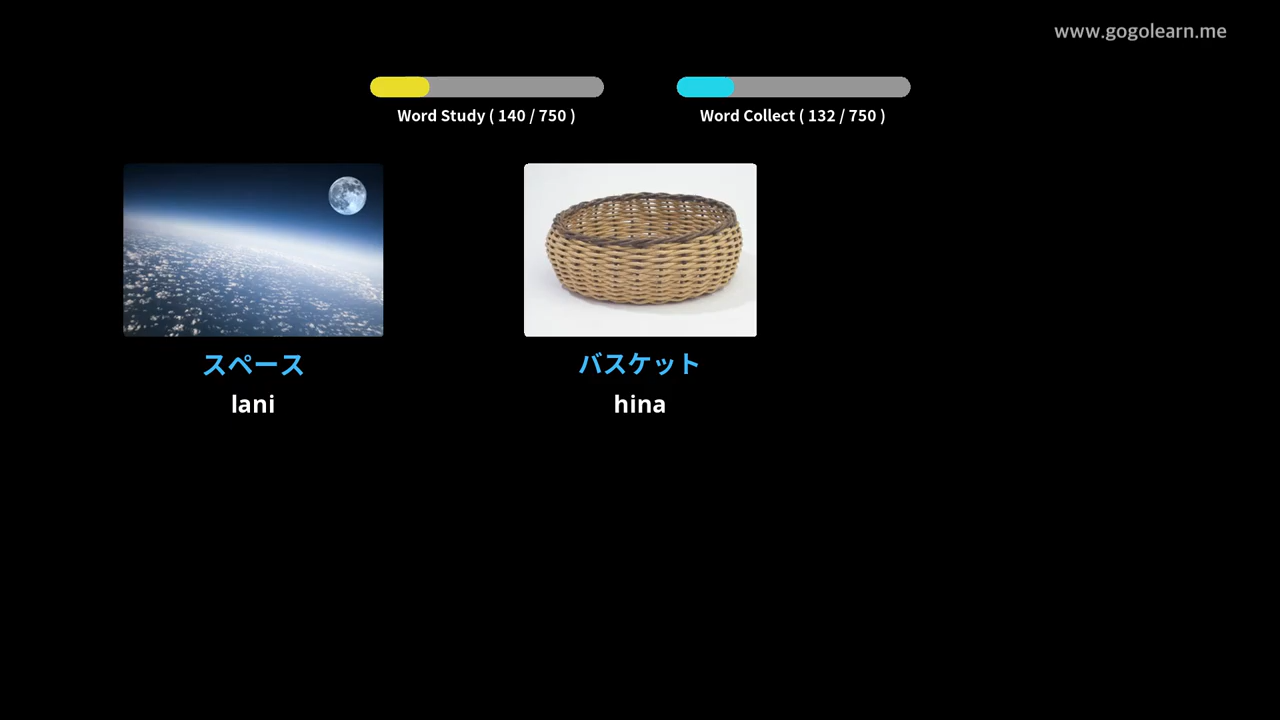 www.gogolearn.me
Word Study ( 140 / 750 )
Word Collect ( 132 / 750 )
スペース
lani
バスケット
hina